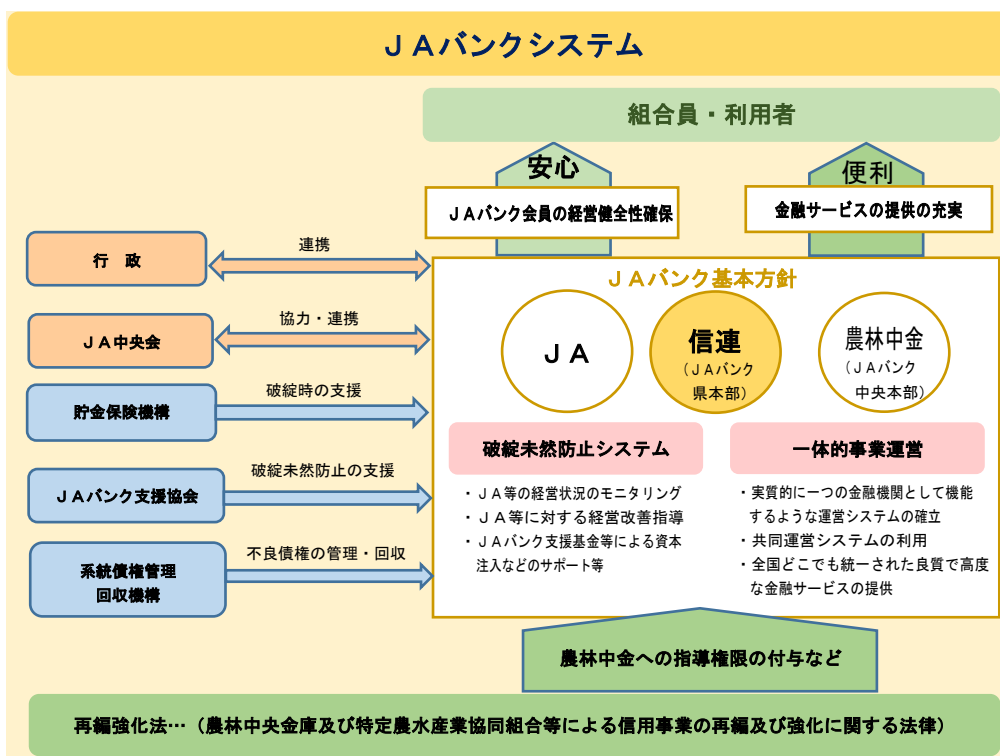 ＪＡバンクシステム
組合員・利用者
安心
便利
ＪＡバンク会員の経営健全性確保
金融サービスの提供の充実
行　政
連携
ＪＡ中央会
協力・連携
貯金保険機構
破綻時の支援
ＪＡバンク支援協会
破綻未然防止の支援
系統債権管理
回収機構
不良債権の管理・回収
ＪＡバンク基本方針
ＪＡ
信連
（ＪＡバンク
県本部）
農林中金
（ＪＡバンク
中央本部）
破綻未然防止システム
・ＪＡ等の経営状況のモニタリング
・ＪＡ等に対する経営改善指導
・ＪＡバンク支援基金等による資本
注入などのサポート等
一体的事業運営
・実質的に一つの金融機関として機能
するような運営システムの確立
・共同運営システムの利用
・全国どこでも統一された良質で高度
な金融サービスの提供
農林中金への指導権限の付与など
再編強化法…（農林中央金庫及び特定農水産業協同組合等による信用事業の再編及び強化に関する法律）